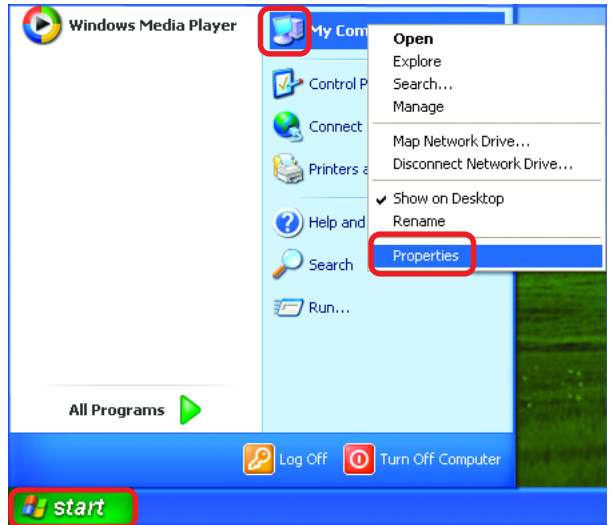 Windows Media Player
My Com
Control P
Connect
Printers a
Help and
Search
Run...
Open
Explore
Search...
Manage
Map Network Drive...
Disconnect Network Drive...
Show on Desktop
Rename
Properties
All Programs
Log Off
Turn Off Computer
start